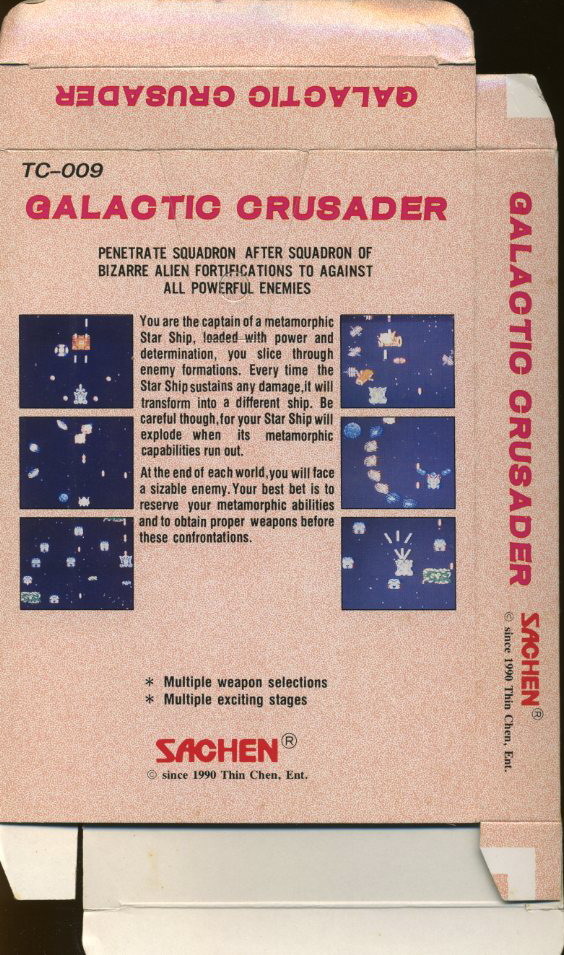 GALACTIC CRUSADER
TC-009
GALACTIC CRUSADER
PENETRATE SQUADRON AFTER SQUADRON OF
BIZARRE ALIEN FORTIFICATIONS TO AGAINST
ALL POWERFUL ENEMIES
You are the captain of a metamorphic
Star Ship, loaded with power and
determination, you slice through
enemy formations. Every time the
Star Ship sustains any damage,it will
transform into a different ship. Be
careful though,for your Star Ship will
explode when its metamorphic
capabilities run out.
At the end of each world,you will face
a sizable enemy. Your best bet is to
reserve your metamorphic abilities
and to obtain proper weapons before
these confrontations.
* Multiple weapon selections
* Multiple exciting stages
SACHEN®
© since 1990 Thin Chen, Ent.
GALACTIC CRUSADER
SACHEN®
© since 1990 Thin Chen, Ent.